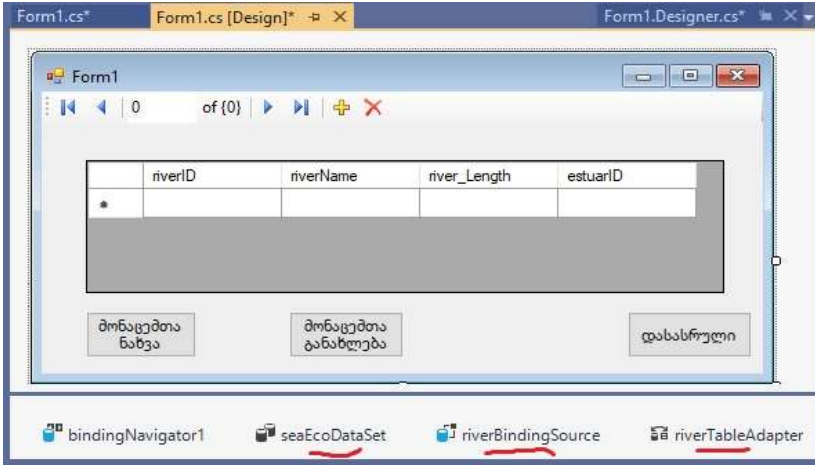 Form1.cs*
Form1.cs [Design]*
Form1.Designer.cs*
Form1
0 of {0}
riverID riverName river_Length estuarID
მონაცემთა ნახვა
მონაცემთა განახლება
დასასრული
bindingNavigator1 seaEcoDataSet riverBindingSource riverTableAdapter